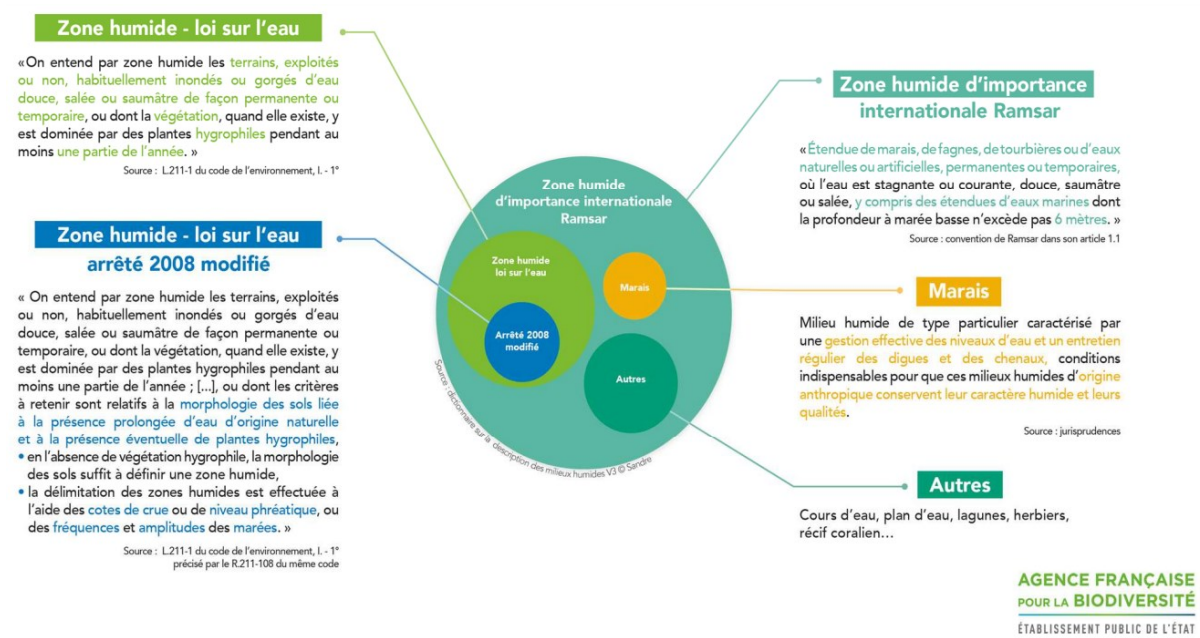 Zone humide - loi sur l'eau
«On entend par zone humide les terrains, exploités
ou non, habituellement inondés ou gorgés d'eau
douce, salée ou saumâtre de façon permanente ou
temporaire, ou dont la végétation, quand elle existe, y
est dominée par des plantes hygrophiles pendant au
moins une partie de l'année. »
Source : L.211-1 du code de l'environnement, I. - 1°
Zone humide - loi sur l'eau
arrêté 2008 modifié
« On entend par zone humide les terrains, exploités
ou non, habituellement inondés ou gorgés d'eau
douce, salée ou saumâtre de façon permanente ou
temporaire, ou dont la végétation, quand elle existe, y
est dominée par des plantes hygrophiles pendant au
moins une partie de l'année ; [...], ou dont les critères
à retenir sont relatifs à la morphologie des sols liée
à la présence prolongée d'eau d'origine naturelle
et à la présence éventuelle de plantes hygrophiles,
• en l'absence de végétation hygrophile, la morphologie
des sols suffit à définir une zone humide,
• la délimitation des zones humides est effectuée à
l'aide des cotes de crue ou de niveau phréatique, ou
des fréquences et amplitudes des marées. »
Source : L.211-1 du code de l'environnement, I. - 1°
précisé par le R.211-108 du même code
Zone humide
d'importance internationale
Ramsar
Zone humide
loi sur l'eau
Arrêté 2008
modifié
Marais
Autres
Source : dictionnaire sur la description des milieux humides V3 © Sandre
Zone humide d'importance
internationale Ramsar
« Étendue de marais, de fagnes, de tourbières ou d'eaux
naturelles ou artificielles, permanentes ou temporaires,
où l'eau est stagnante ou courante, douce, saumâtre
ou salée, y compris des étendues d'eaux marines dont
la profondeur à marée basse n'excède pas 6 mètres. »
Source : convention de Ramsar dans son article 1.1
Marais
Milieu humide de type particulier caractérisé par
une gestion effective des niveaux d'eau et un entretien
régulier des digues et des chenaux, conditions
indispensables pour que ces milieux humides d'origine
anthropique conservent leur caractère humide et leurs
qualités.
Source : jurisprudences
Autres
Cours d'eau, plan d'eau, lagunes, herbiers,
récif coralien...
AGENCE FRANÇAISE
POUR LA BIODIVERSITÉ
ÉTABLISSEMENT PUBLIC DE L'ÉTAT